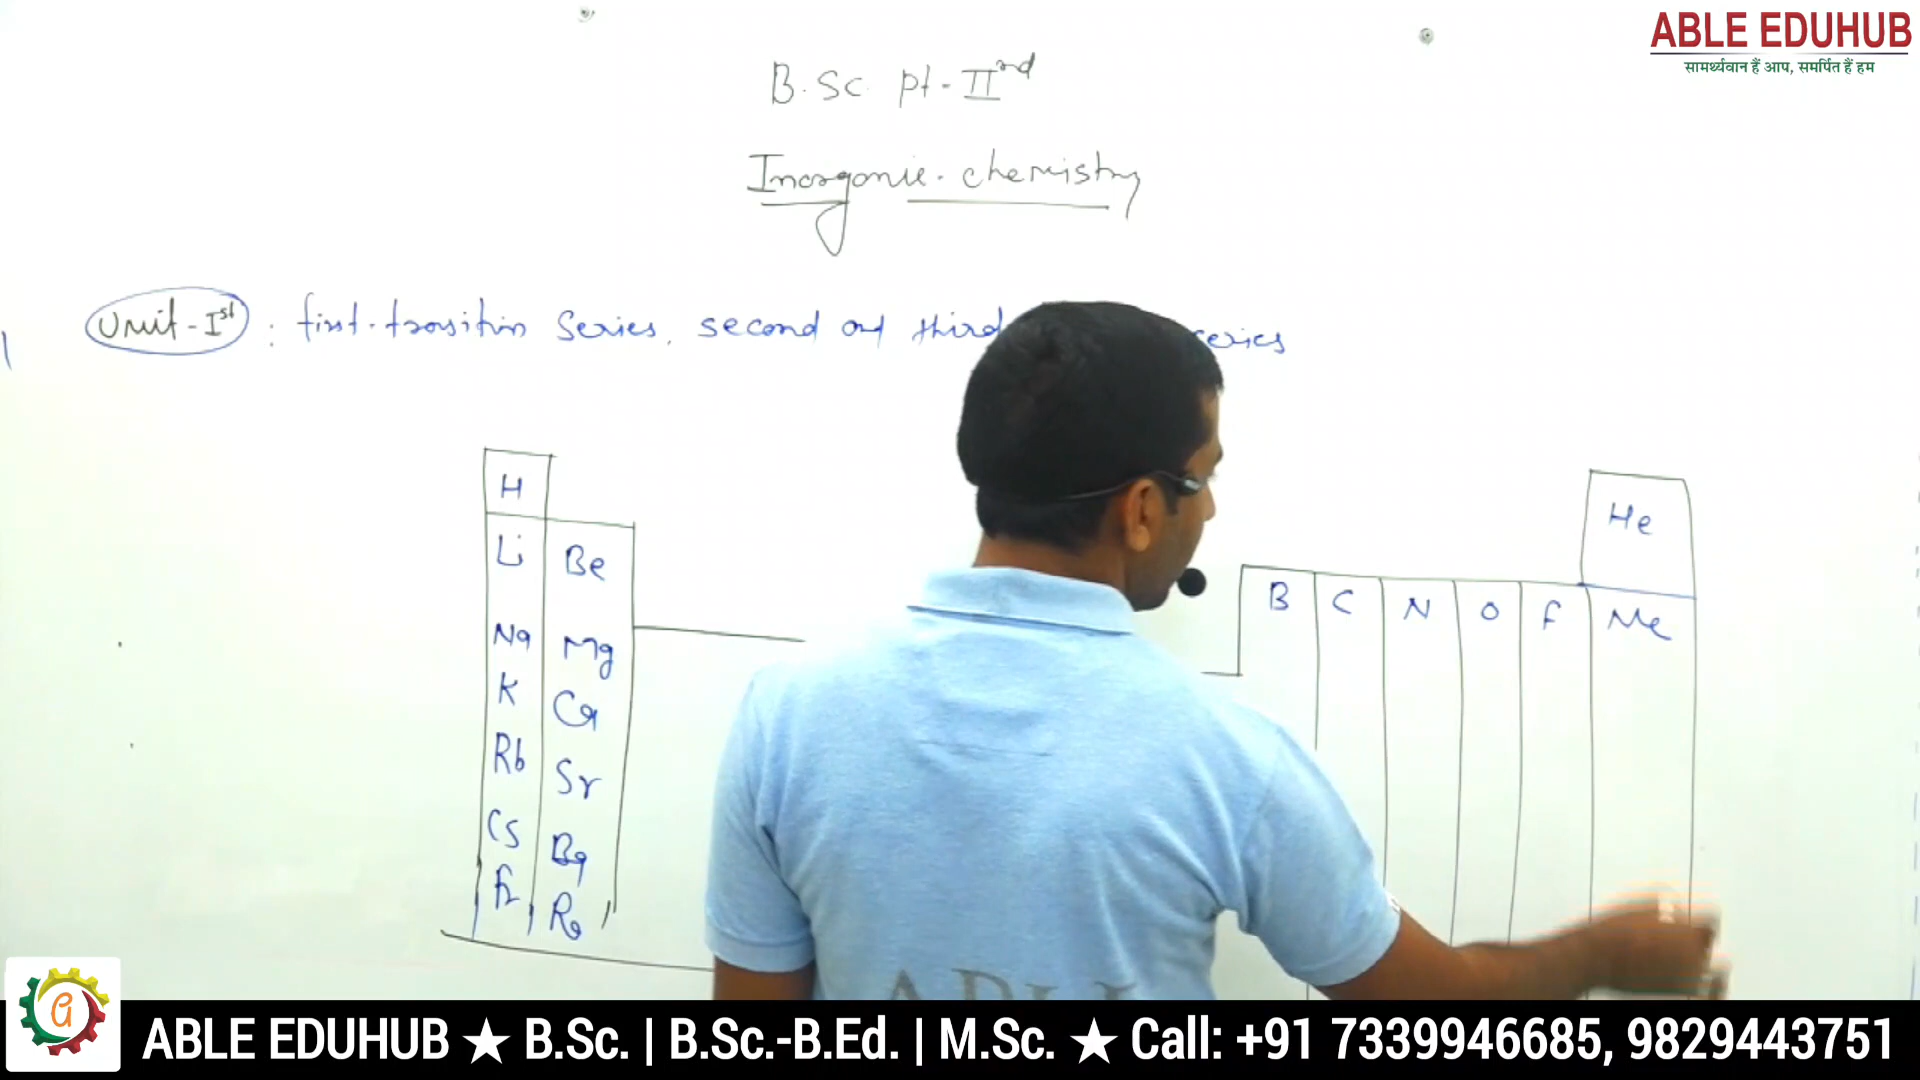 ABLE EDUHUB
सामर्थ्यवान हैं आप, समर्पित हैं हम
B.Sc. pt-IInd
Inorganic chemistry
Unit-Ist : first-transition Series, second and third series
H
He
Li Be B C N O F Ne
Na Mg
K Ca
Rb Sr
Cs Ba
Fr Ra
ABLE EDUHUB ★ B.Sc. | B.Sc.-B.Ed. | M.Sc. ★ Call: +91 7339946685, 9829443751